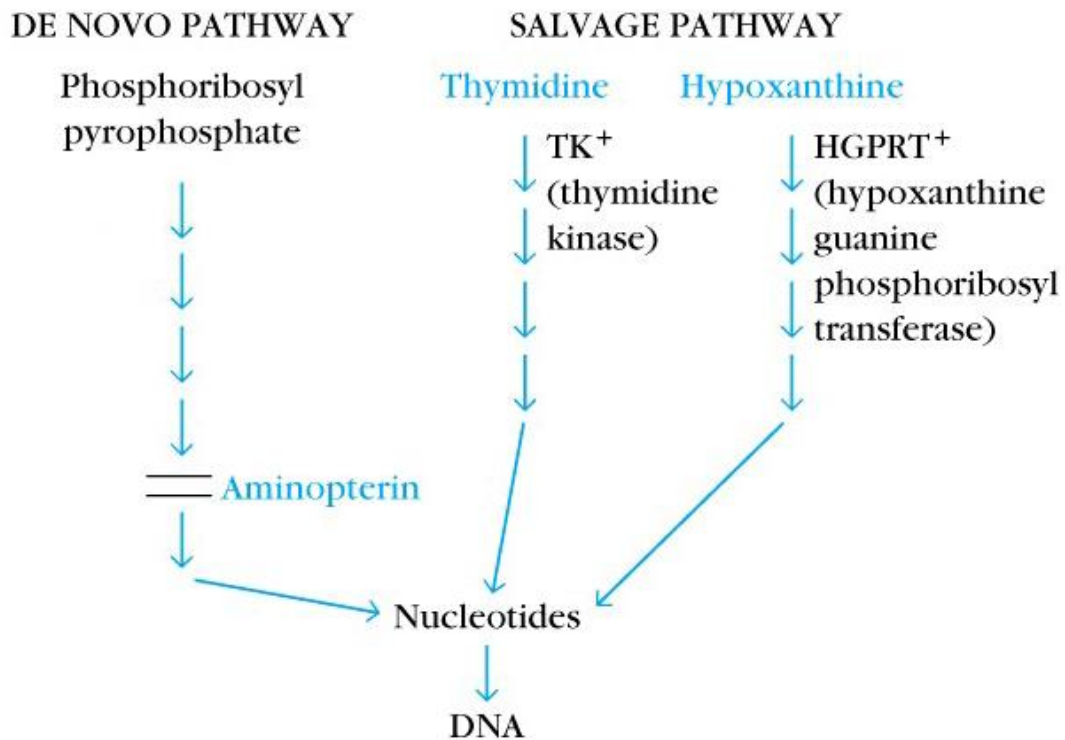 DE NOVO PATHWAY
SALVAGE PATHWAY
Phosphoribosyl
pyrophosphate
Thymidine
Hypoxanthine
TK⁺
(thymidine
kinase)
HGPRT⁺
(hypoxanthine
guanine
phosphoribosyl
transferase)
Aminopterin
Nucleotides
DNA